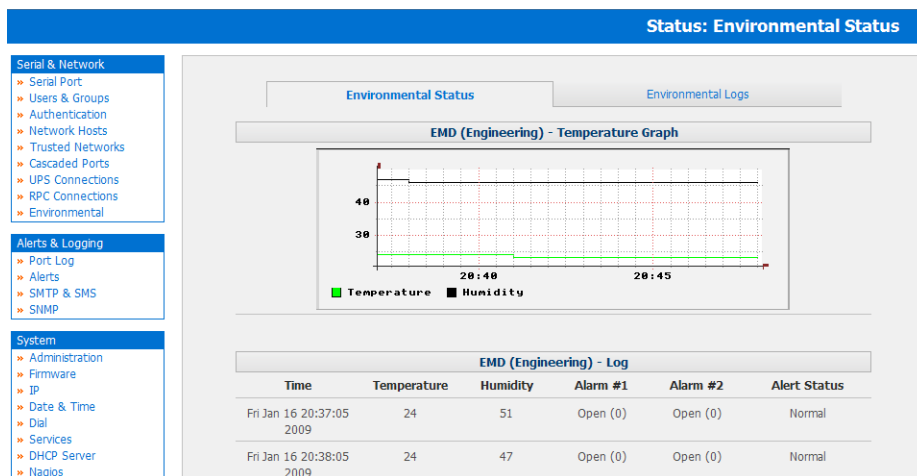 Status: Environmental Status
Serial & Network
» Serial Port
» Users & Groups
» Authentication
» Network Hosts
» Trusted Networks
» Cascaded Ports
» UPS Connections
» RPC Connections
» Environmental
Alerts & Logging
» Port Log
» Alerts
» SMTP & SMS
» SNMP
System
» Administration
» Firmware
» IP
» Date & Time
» Dial
» Services
» DHCP Server
» Nagios
Environmental Status Environmental Logs
EMD (Engineering) - Temperature Graph
40
30
20:40 20:45
Temperature Humidity
EMD (Engineering) - Log
Time Temperature Humidity Alarm #1 Alarm #2 Alert Status
Fri Jan 16 20:37:05 24 51 Open (0) Open (0) Normal
2009
Fri Jan 16 20:38:05 24 47 Open (0) Open (0) Normal
2009